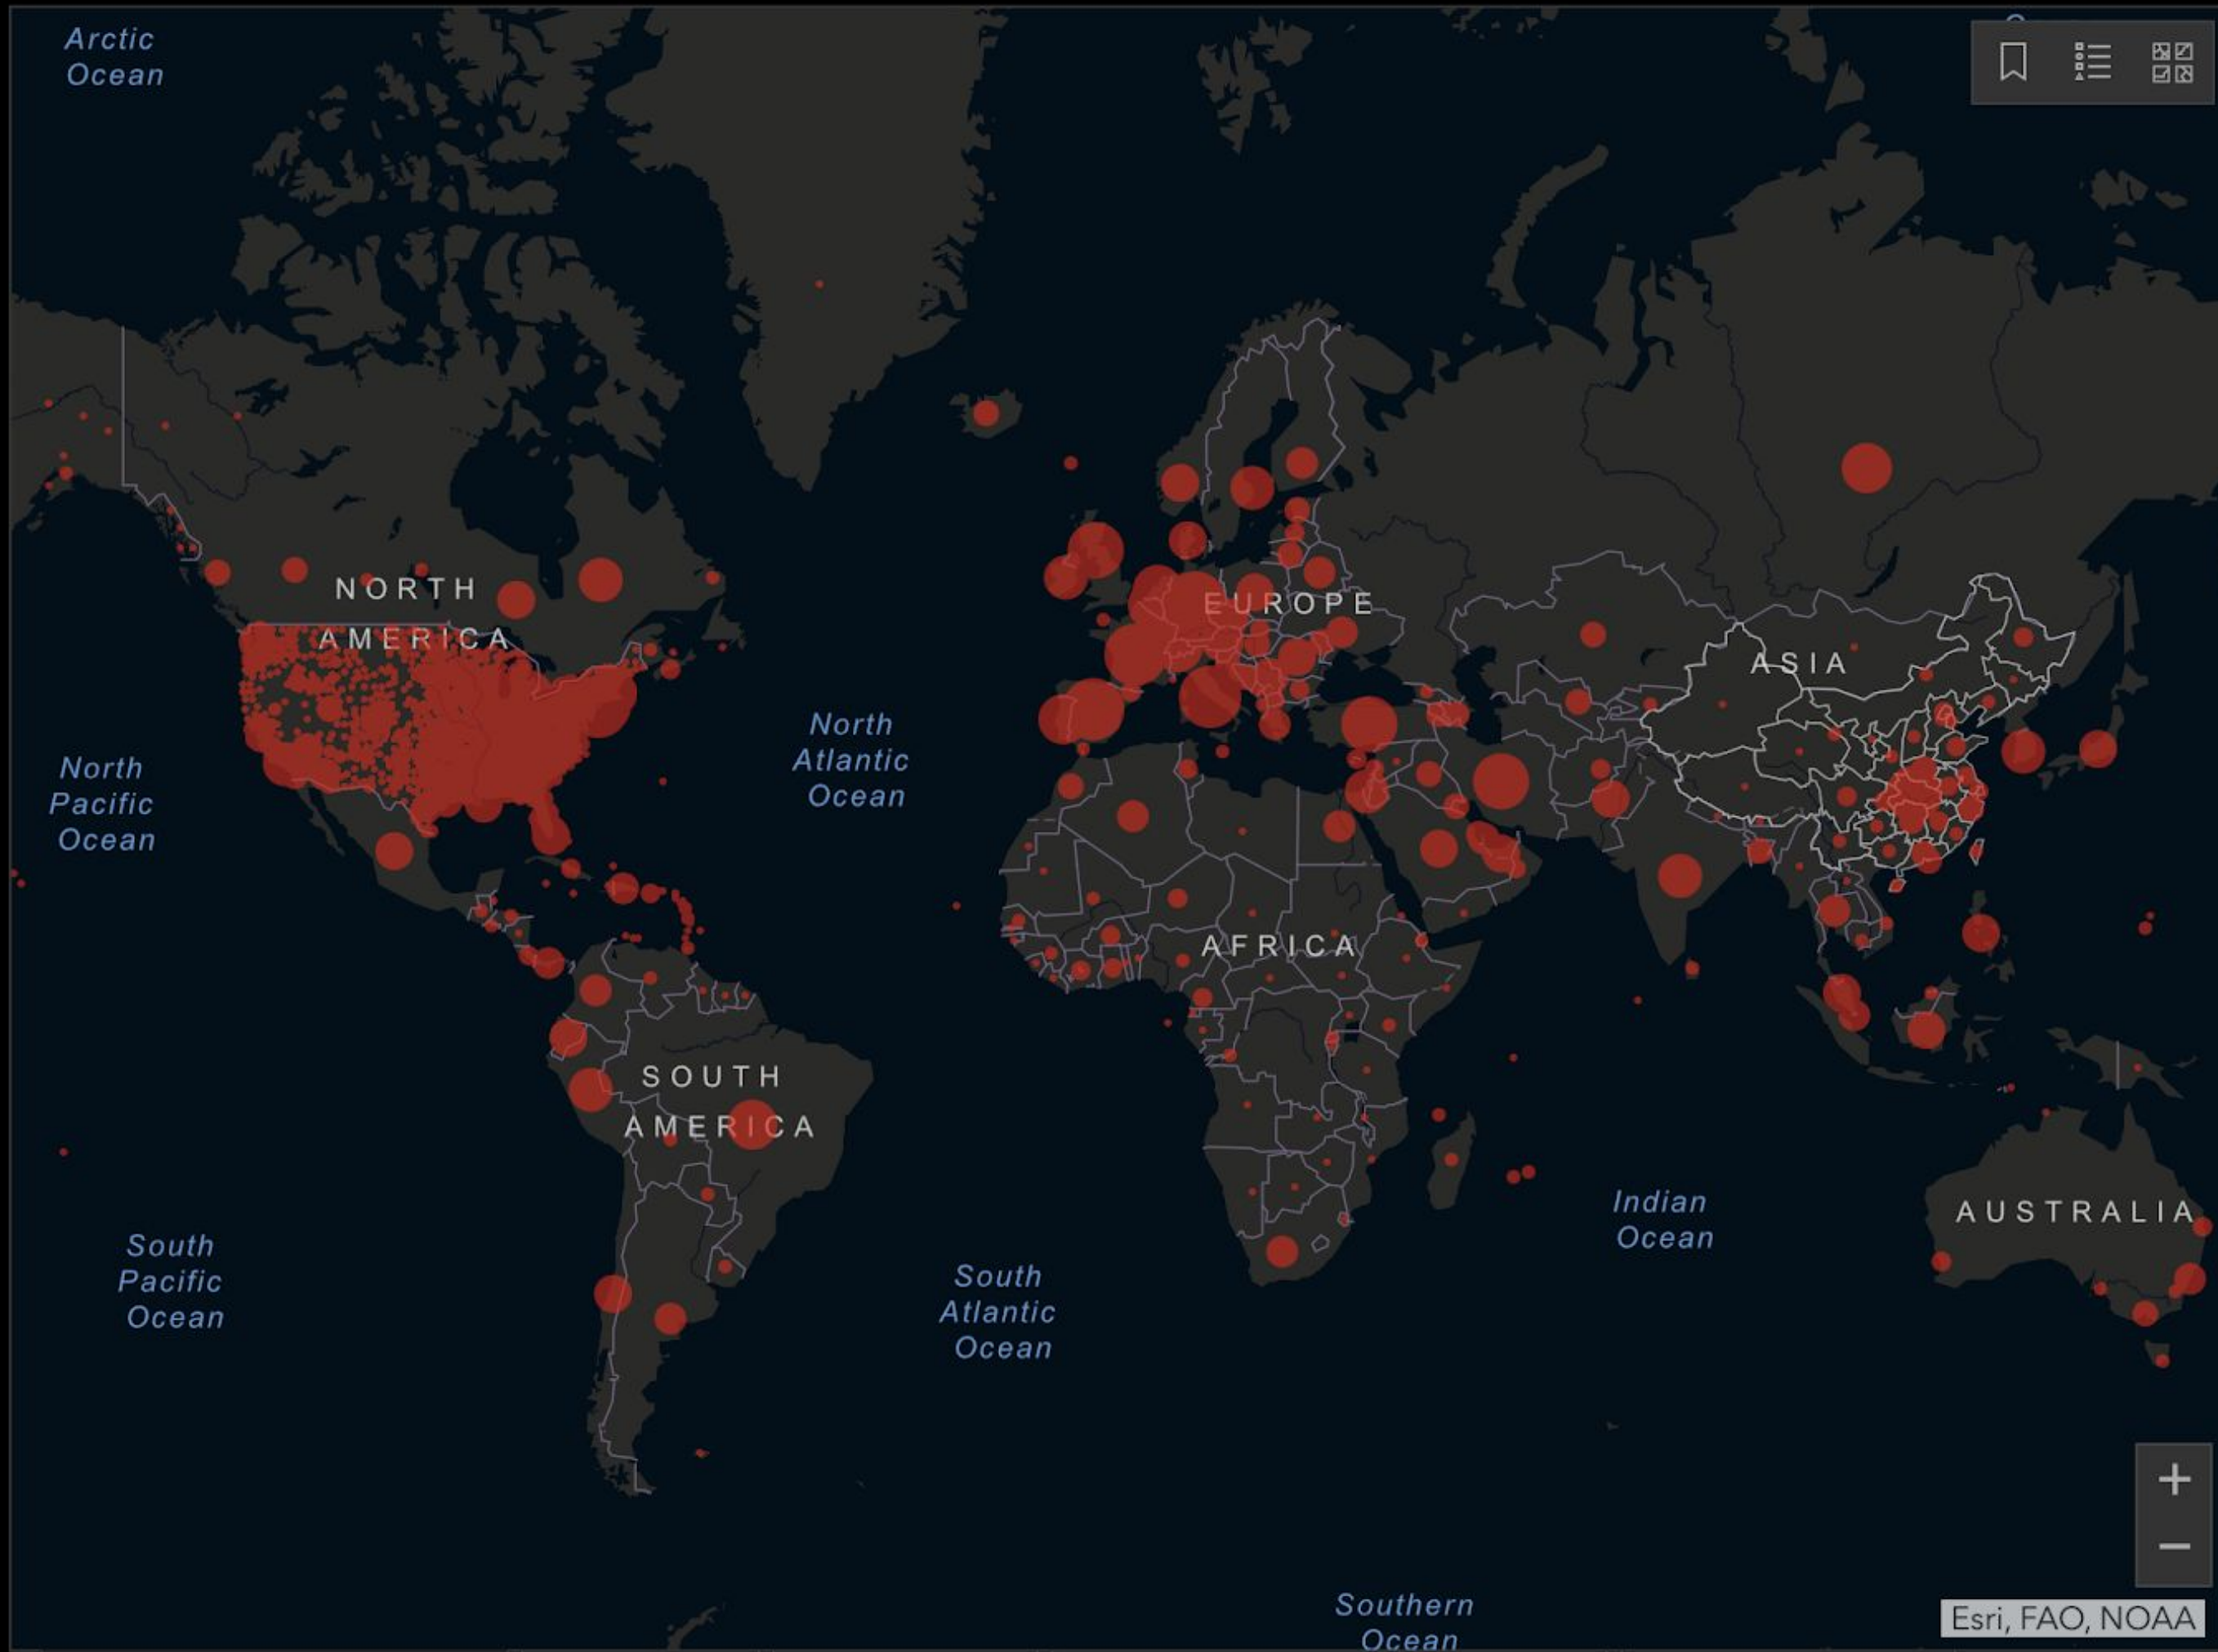 Arctic
Ocean
NORTH
AMERICA
EUROPE
ASIA
North
Atlantic
Ocean
North
Pacific
Ocean
AFRICA
SOUTH
AMERICA
Indian
Ocean
AUSTRALIA
South
Pacific
Ocean
South
Atlantic
Ocean
+
−
Southern
Ocean
Esri, FAO, NOAA